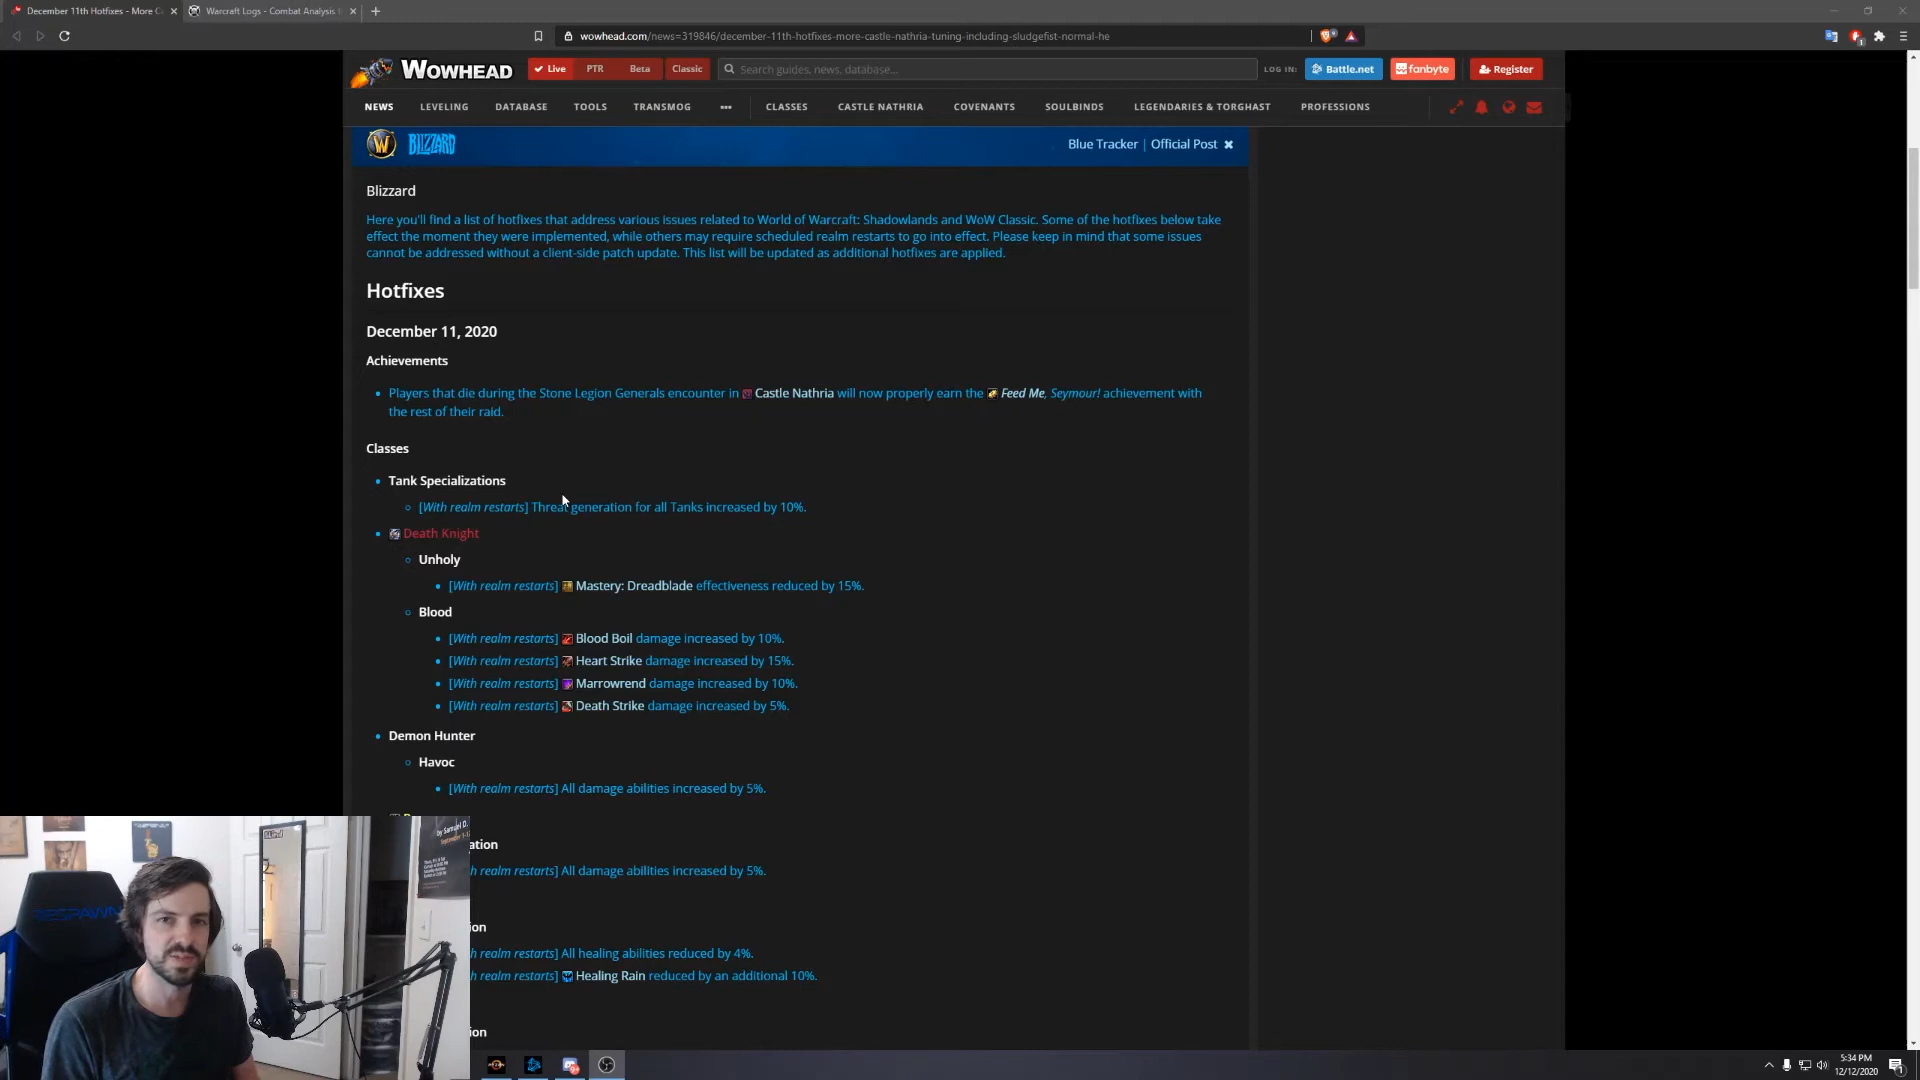 December 11th Hotfixes - More C
Warcraft Logs - Combat Analysis
wowhead.com/news=319846/december-11th-hotfixes-more-castle-nathria-tuning-including-sludgefist-normal-he
WOWHEAD
Live PTR Beta Classic
Search guides, news, database...
LOG IN: Battle.net fanbyte Register
NEWS LEVELING DATABASE TOOLS TRANSMOG ••• CLASSES CASTLE NATHRIA COVENANTS SOULBINDS LEGENDARIES & TORGHAST PROFESSIONS
BLIZZARD
Blue Tracker | Official Post
Blizzard
Here you'll find a list of hotfixes that address various issues related to World of Warcraft: Shadowlands and WoW Classic. Some of the hotfixes below take
effect the moment they were implemented, while others may require scheduled realm restarts to go into effect. Please keep in mind that some issues
cannot be addressed without a client-side patch update. This list will be updated as additional hotfixes are applied.
Hotfixes
December 11, 2020
Achievements
Players that die during the Stone Legion Generals encounter in Castle Nathria will now properly earn the Feed Me, Seymour! achievement with
the rest of their raid.
Classes
Tank Specializations
[With realm restarts] Threat generation for all Tanks increased by 10%.
Death Knight
Unholy
[With realm restarts] Mastery: Dreadblade effectiveness reduced by 15%.
Blood
[With realm restarts] Blood Boil damage increased by 10%.
[With realm restarts] Heart Strike damage increased by 15%.
[With realm restarts] Marrowrend damage increased by 10%.
[With realm restarts] Death Strike damage increased by 5%.
Demon Hunter
Havoc
[With realm restarts] All damage abilities increased by 5%.
ation
h realm restarts] All damage abilities increased by 5%.
ion
h realm restarts] All healing abilities reduced by 4%.
h realm restarts] Healing Rain reduced by an additional 10%.
ion
by Samuel D.
RESPAWN
5:34 PM
12/12/2020